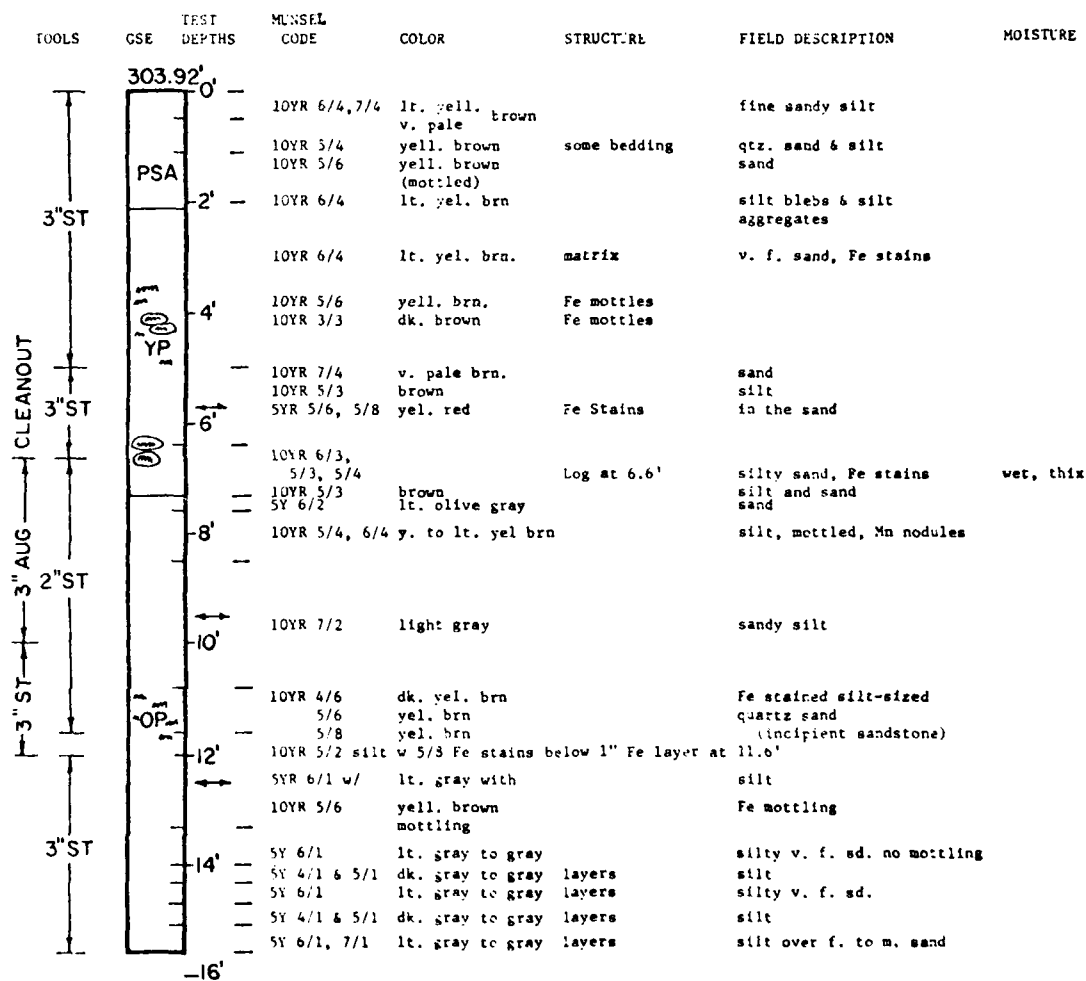 TEST MUNSEL
TOOLS GSE DEPTHS CODE COLOR STRUCTURE FIELD DESCRIPTION MOISTURE
303.92'
0'
10YR 6/4,7/4 lt. yell. brown fine sandy silt
v. pale
10YR 5/4 yell. brown some bedding qtz. sand & silt
10YR 5/6 yell. brown sand
(mottled)
PSA
2' 10YR 6/4 lt. yel. brn silt blebs & silt
aggregates
3"ST
10YR 6/4 lt. yel. brn. matrix v. f. sand, Fe stains
10YR 5/6 yell. brn. Fe mottles
4' 10YR 3/3 dk. brown Fe mottles
YP
10YR 7/4 v. pale brn. sand
10YR 5/3 brown silt
CLEANOUT 3"ST 5YR 5/6, 5/8 yel. red Fe Stains in the sand
6'
10YR 6/3,
5/3, 5/4 Log at 6.6' silty sand, Fe stains wet, thix
10YR 5/3 brown silt and sand
5Y 6/2 lt. olive gray sand
8' 10YR 5/4, 6/4 y. to lt. yel brn silt, mottled, Mn nodules
3" AUG 2"ST
10YR 7/2 light gray sandy silt
10'
3" ST
10YR 4/6 dk. yel. brn Fe stained silt-sized
OP 5/6 yel. brn quartz sand
5/8 yel. brn (incipient sandstone)
12' 10YR 5/2 silt w 5/8 Fe stains below 1" Fe layer at 11.6'
5YR 6/1 w/ lt. gray with silt
10YR 5/6 yell. brown Fe mottling
mottling
3"ST 5Y 6/1 lt. gray to gray silty v. f. sd. no mottling
14' 5Y 4/1 & 5/1 dk. gray to gray layers silt
5Y 6/1 lt. gray to gray layers silty v. f. sd.
5Y 4/1 & 5/1 dk. gray to gray layers silt
5Y 6/1, 7/1 lt. gray to gray layers silt over f. to m. sand
16'